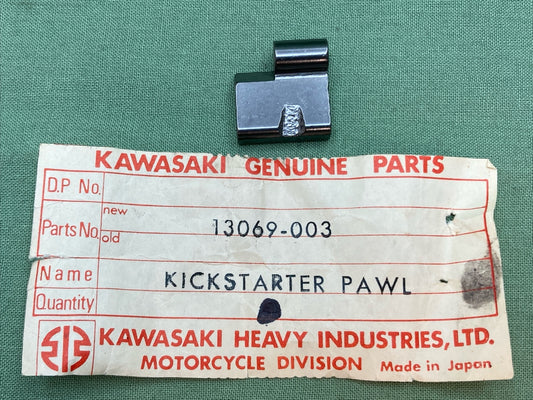 KAWASAKI GENUINE PARTS
D.P No.
new
Parts No. 13069-003
old
Name KICKSTARTER PAWL
Quantity
KAWASAKI HEAVY INDUSTRIES, LTD.
MOTORCYCLE DIVISION Made in Japan